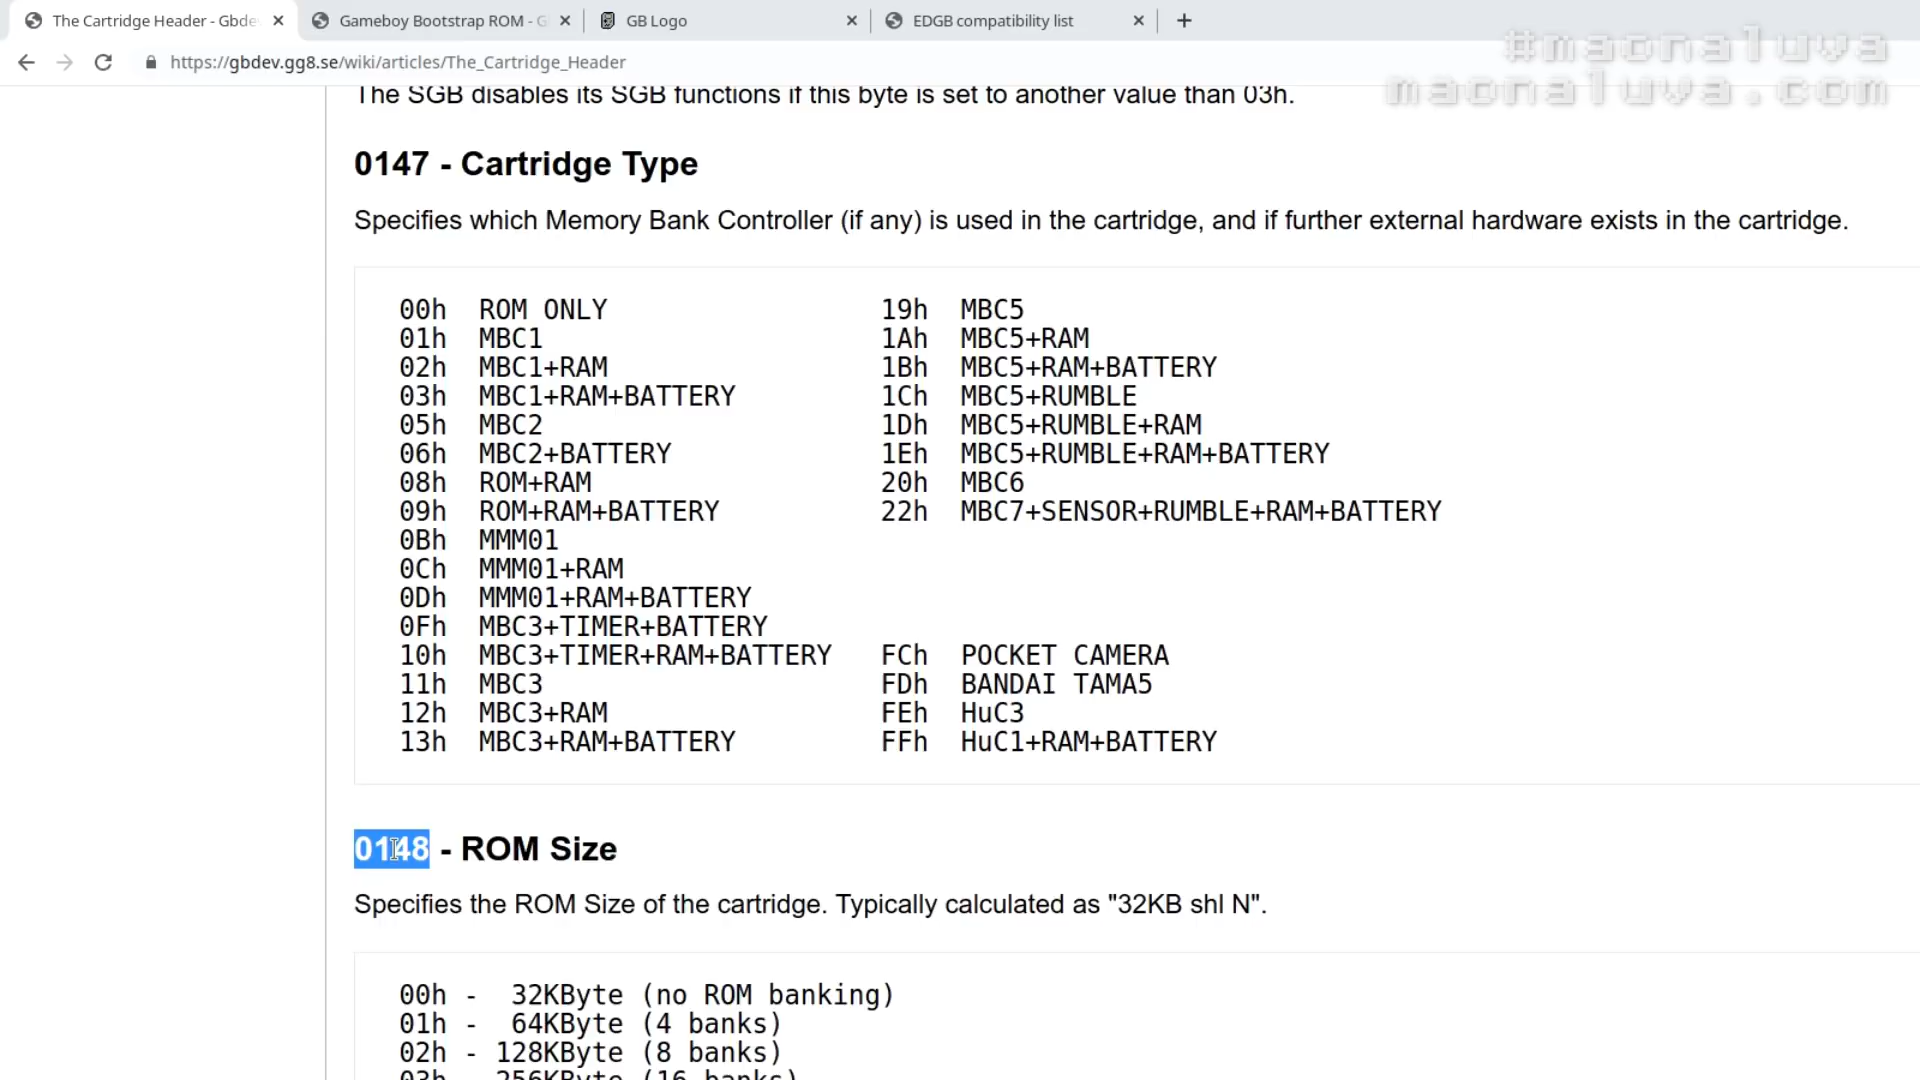 The Cartridge Header - Gbde
Gameboy Bootstrap ROM - G
GB Logo
EDGB compatibility list
https://gbdev.gg8.se/wiki/articles/The_Cartridge_Header
#maonaluva
maonaluva.com
The SGB disables its SGB functions if this byte is set to another value than 03h.
0147 - Cartridge Type
Specifies which Memory Bank Controller (if any) is used in the cartridge, and if further external hardware exists in the cartridge.
00h ROM ONLY 19h MBC5
01h MBC1 1Ah MBC5+RAM
02h MBC1+RAM 1Bh MBC5+RAM+BATTERY
03h MBC1+RAM+BATTERY 1Ch MBC5+RUMBLE
05h MBC2 1Dh MBC5+RUMBLE+RAM
06h MBC2+BATTERY 1Eh MBC5+RUMBLE+RAM+BATTERY
08h ROM+RAM 20h MBC6
09h ROM+RAM+BATTERY 22h MBC7+SENSOR+RUMBLE+RAM+BATTERY
0Bh MMM01
0Ch MMM01+RAM
0Dh MMM01+RAM+BATTERY
0Fh MBC3+TIMER+BATTERY
10h MBC3+TIMER+RAM+BATTERY FCh POCKET CAMERA
11h MBC3 FDh BANDAI TAMA5
12h MBC3+RAM FEh HuC3
13h MBC3+RAM+BATTERY FFh HuC1+RAM+BATTERY
0148 - ROM Size
Specifies the ROM Size of the cartridge. Typically calculated as "32KB shl N".
00h - 32KByte (no ROM banking)
01h - 64KByte (4 banks)
02h - 128KByte (8 banks)
03h - 256KByte (16 banks)